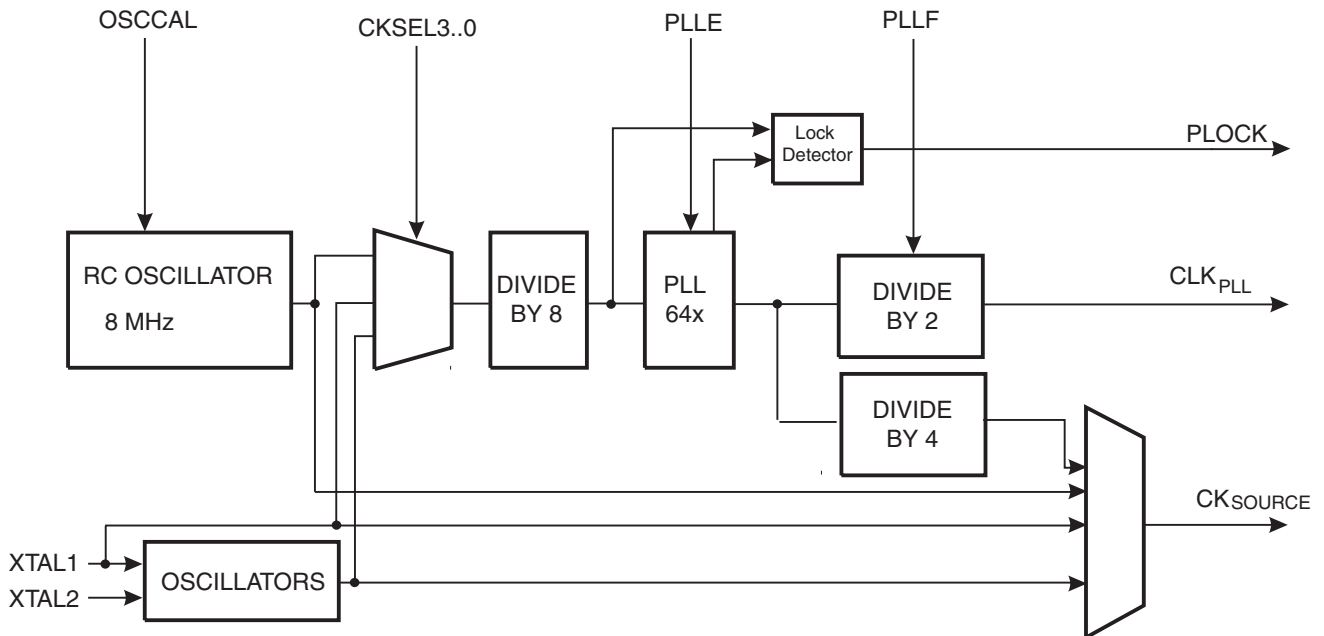 OSCCAL
CKSEL3..0
PLLE
PLLF
Lock
Detector
PLOCK
RC OSCILLATOR
8 MHz
DIVIDE
BY 8
PLL
64x
DIVIDE
BY 2
CLKPLL
DIVIDE
BY 4
CKSOURCE
XTAL1
XTAL2
OSCILLATORS